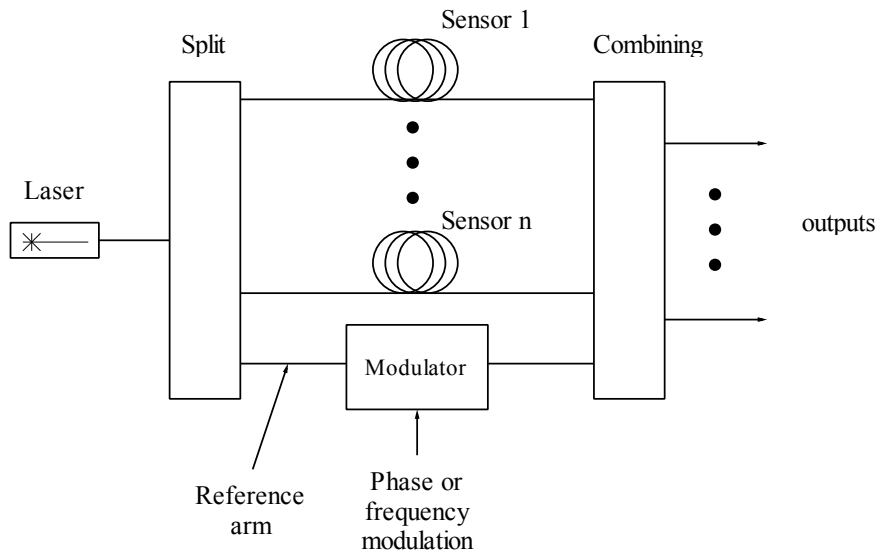 Sensor 1
Split
Combining
Laser
Sensor n
outputs
Modulator
Reference
arm
Phase or
frequency
modulation